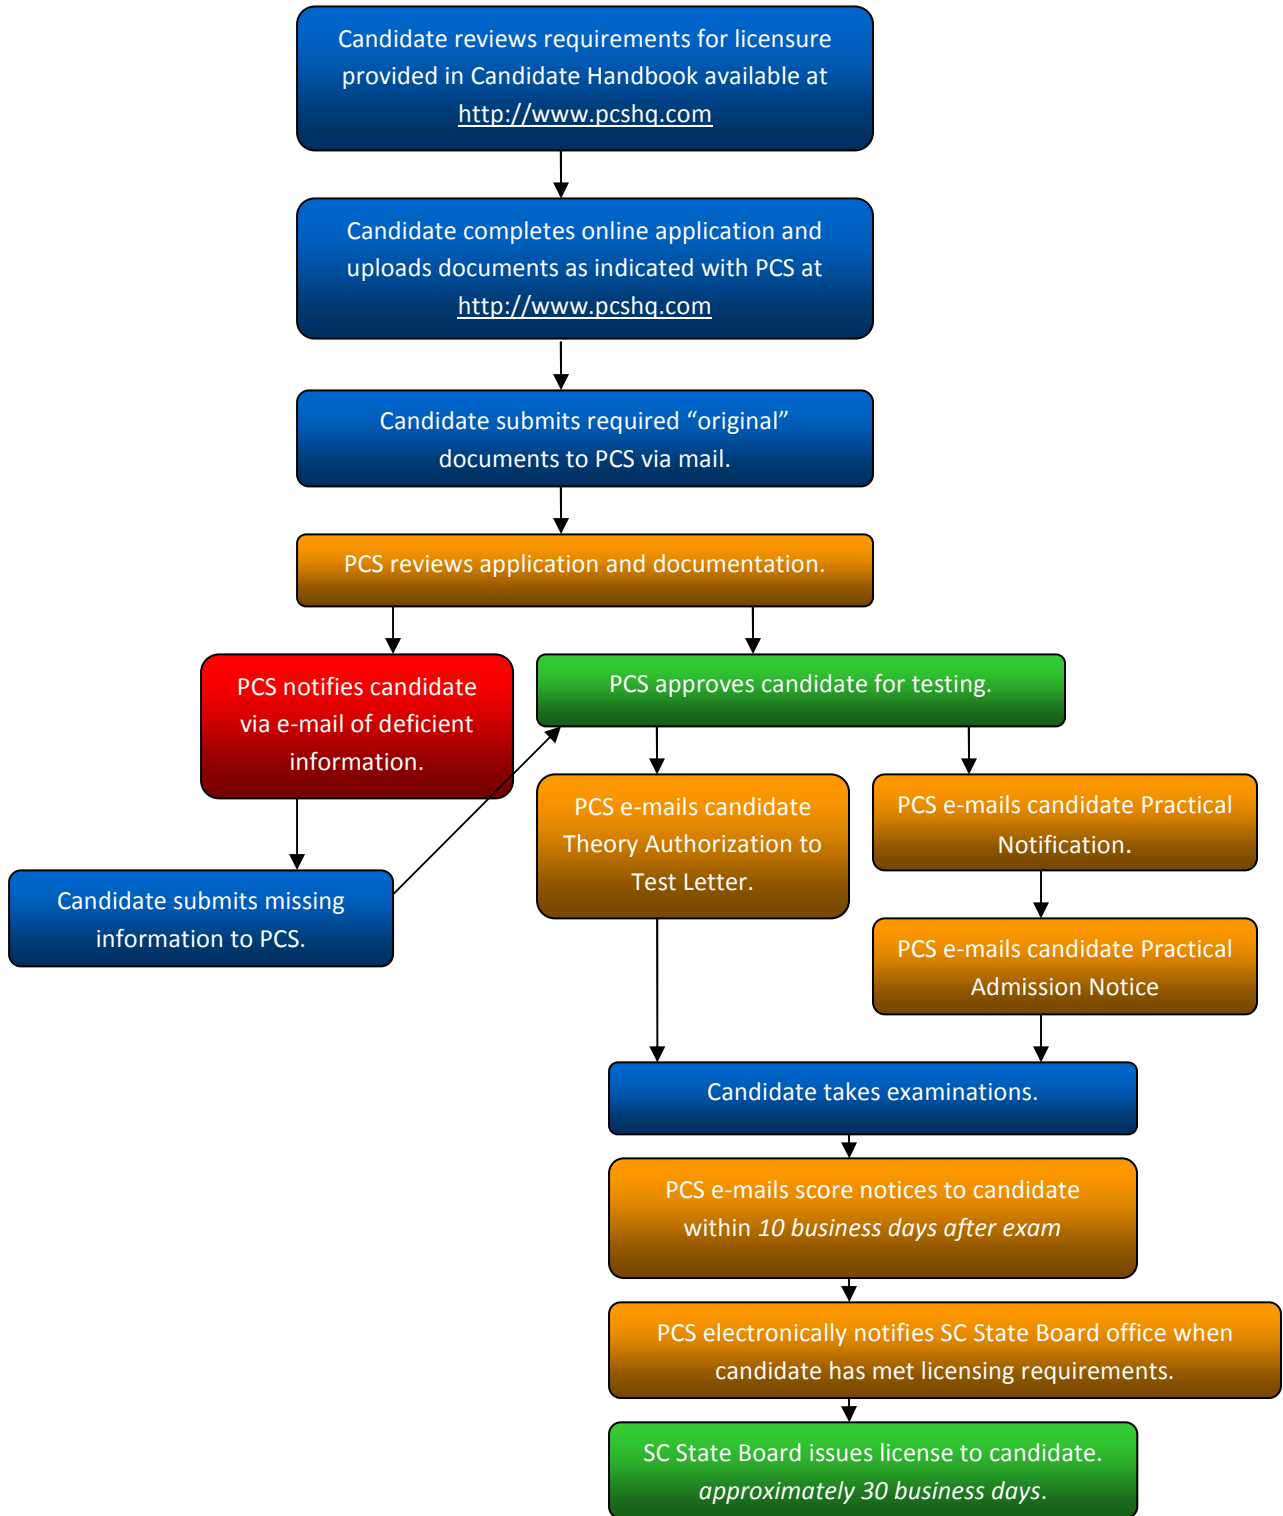 Candidate reviews requirements for licensure
provided in Candidate Handbook available at
http://www.pcshq.com
Candidate completes online application and
uploads documents as indicated with PCS at
http://www.pcshq.com
Candidate submits required “original”
documents to PCS via mail.
PCS reviews application and documentation.
PCS notifies candidate
via e-mail of deficient
information.
Candidate submits missing
information to PCS.
PCS approves candidate for testing.
PCS e-mails candidate
Theory Authorization to
Test Letter.
PCS e-mails candidate Practical
Notification.
PCS e-mails candidate Practical
Admission Notice
Candidate takes examinations.
PCS e-mails score notices to candidate
within 10 business days after exam
PCS electronically notifies SC State Board office when
candidate has met licensing requirements.
SC State Board issues license to candidate.
approximately 30 business days.